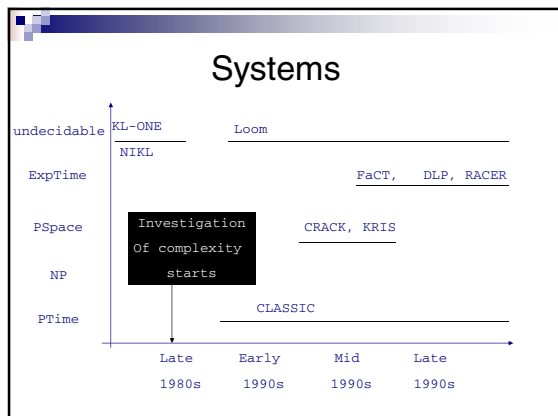 Systems
undecidable KL-ONE Loom
NIKL
ExpTime FaCT, DLP, RACER
PSpace Investigation CRACK, KRIS
Of complexity
NP starts
CLASSIC
PTime
Late Early Mid Late
1980s 1990s 1990s 1990s